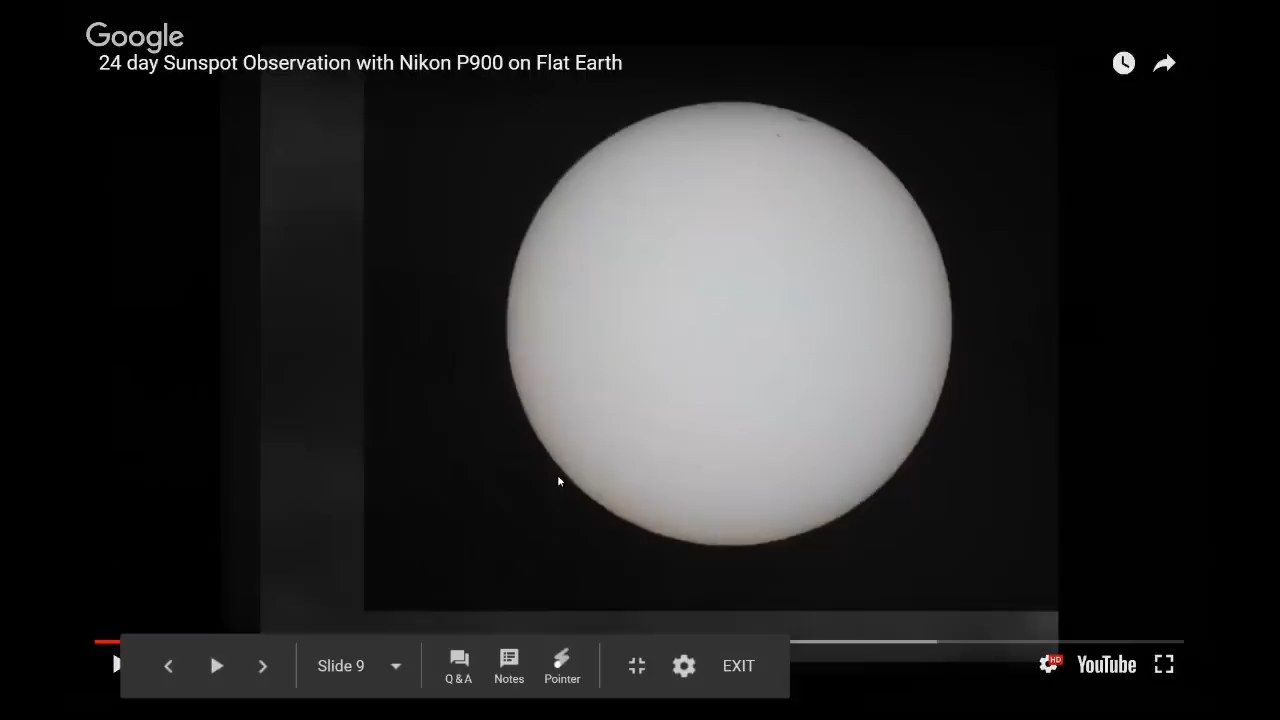 Google
24 day Sunspot Observation with Nikon P900 on Flat Earth
Slide 9
Q & A
Notes
Pointer
EXIT
HD
YouTube